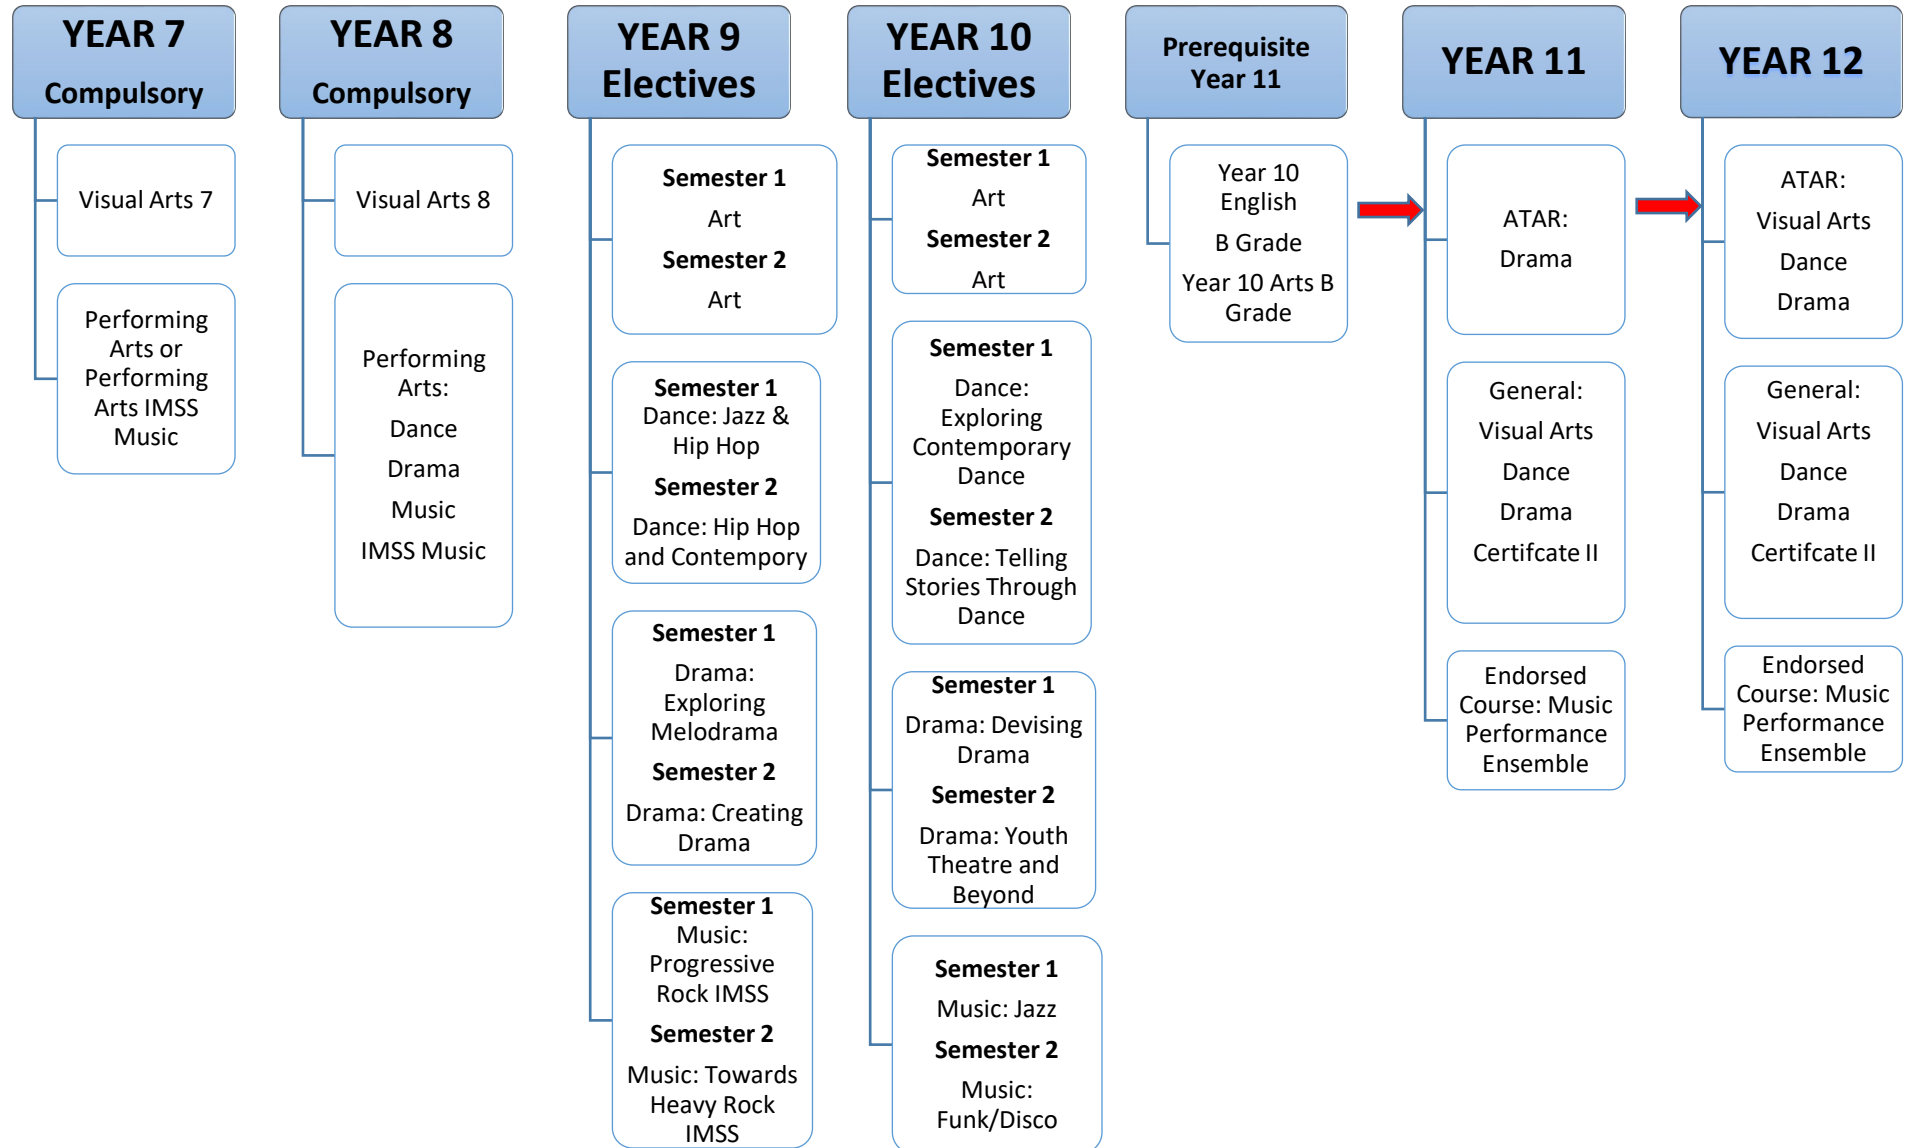 YEAR 7
Compulsory
Visual Arts 7
Performing
Arts or
Performing
Arts IMSS
Music
YEAR 8
Compulsory
Visual Arts 8
Performing
Arts:
Dance
Drama
Music
IMSS Music
YEAR 9
Electives
Semester 1
Art
Semester 2
Art
Semester 1
Dance: Jazz &
Hip Hop
Semester 2
Dance: Hip Hop
and Contempory
Semester 1
Drama:
Exploring
Melodrama
Semester 2
Drama: Creating
Drama
Semester 1
Music:
Progressive
Rock IMSS
Semester 2
Music: Towards
Heavy Rock
IMSS
YEAR 10
Electives
Semester 1
Art
Semester 2
Art
Semester 1
Dance:
Exploring
Contemporary
Dance
Semester 2
Dance: Telling
Stories Through
Dance
Semester 1
Drama: Devising
Drama
Semester 2
Drama: Youth
Theatre and
Beyond
Semester 1
Music: Jazz
Semester 2
Music:
Funk/Disco
Prerequisite
Year 11
Year 10
English
B Grade
Year 10 Arts B
Grade
YEAR 11
ATAR:
Drama
General:
Visual Arts
Dance
Drama
Certifcate II
Endorsed
Course: Music
Performance
Ensemble
YEAR 12
ATAR:
Visual Arts
Dance
Drama
General:
Visual Arts
Dance
Drama
Certifcate II
Endorsed
Course: Music
Performance
Ensemble